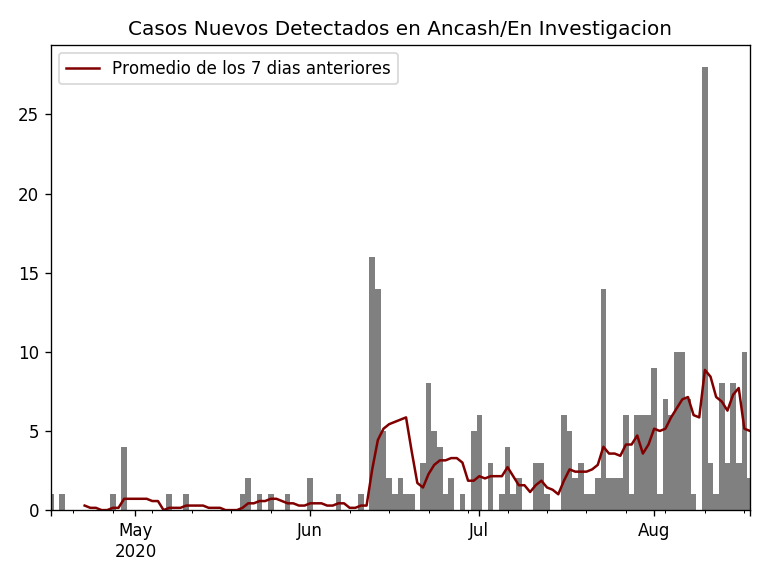 Casos Nuevos Detectados en Ancash/En Investigacion
Promedio de los 7 dias anteriores
25
20
15
10
5
0
May
2020
Jun
Jul
Aug